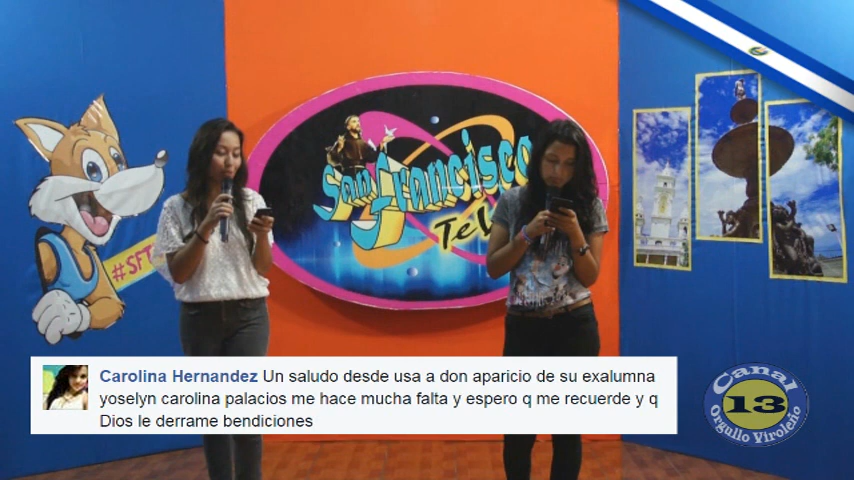 San Francisco
TeV
#SFT
Carolina Hernandez Un saludo desde usa a don aparicio de su exalumna
yoselyn carolina palacios me hace mucha falta y espero q me recuerde y q
Dios le derrame bendiciones
Canal
13
Orgullo Viroleño